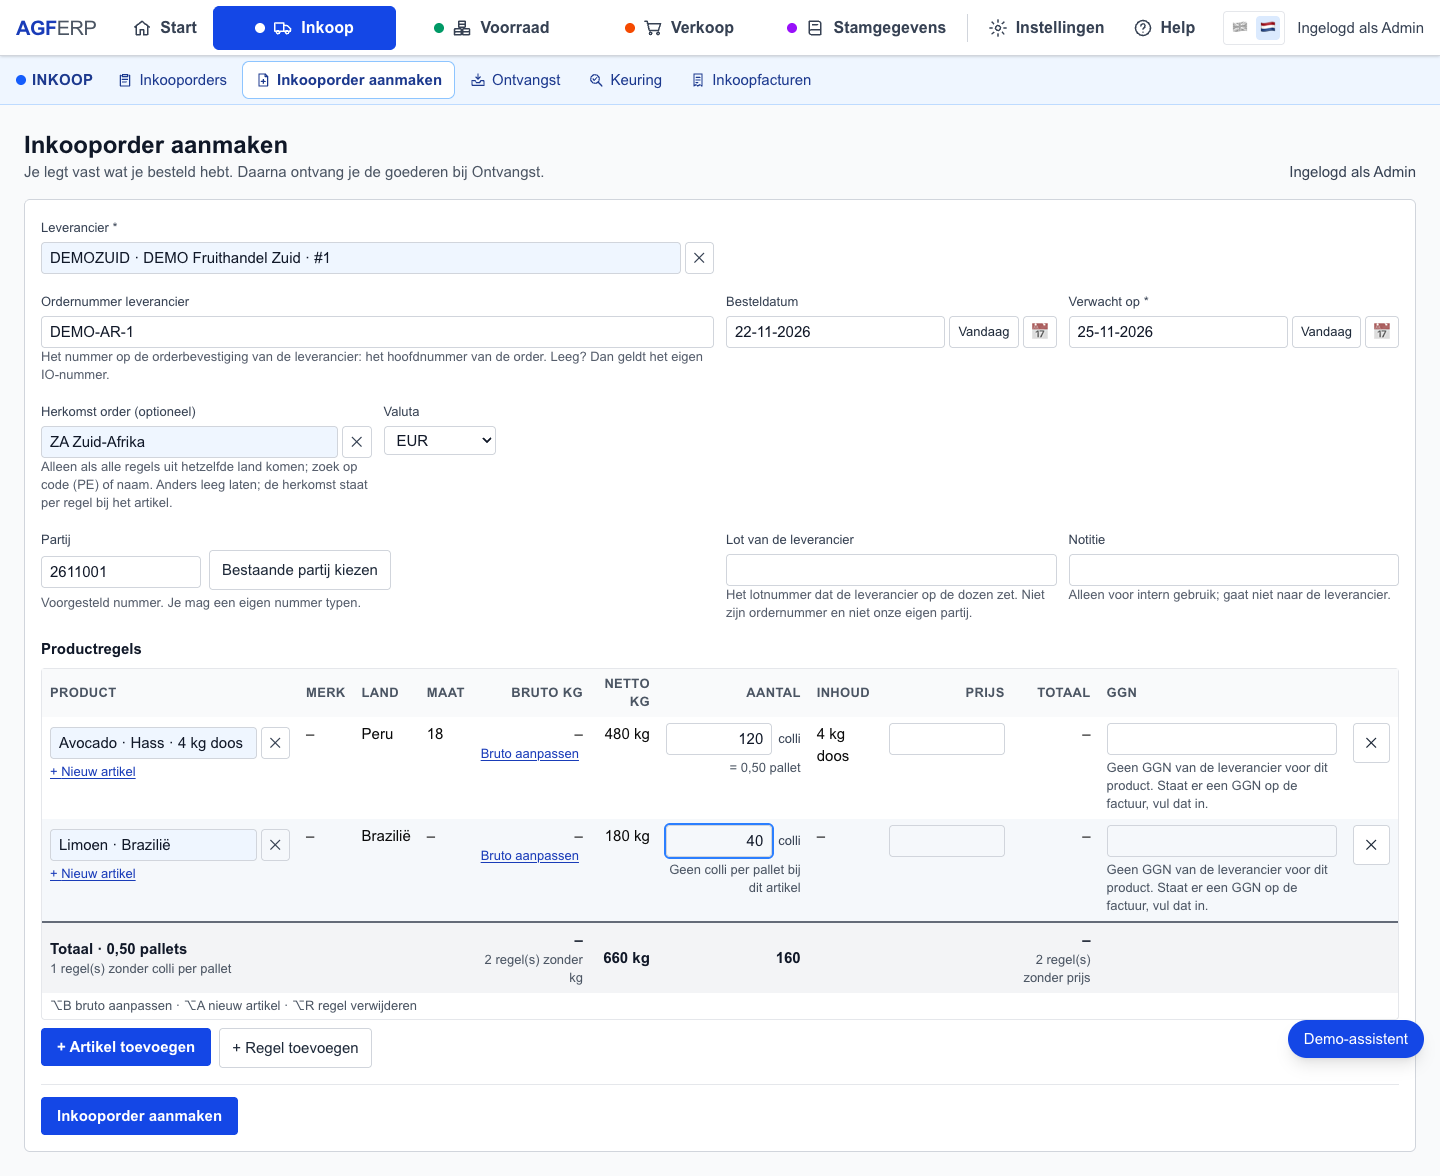 AGFERP
Start
Inkoop
Voorraad
Verkoop
Stamgegevens
Instellingen
Help
Ingelogd als Admin
INKOOP
Inkooporders
Inkooporder aanmaken
Ontvangst
Keuring
Inkoopfacturen
Inkooporder aanmaken
Je legt vast wat je besteld hebt. Daarna ontvang je de goederen bij Ontvangst.
Ingelogd als Admin
Leverancier *
DEMOZUID · DEMO Fruithandel Zuid · #1
Ordernummer leverancier
Besteldatum
Verwacht op *
DEMO-AR-1
22-11-2026
Vandaag
25-11-2026
Vandaag
Het nummer op de orderbevestiging van de leverancier: het hoofdnummer van de order. Leeg? Dan geldt het eigen
IO-nummer.
Herkomst order (optioneel)
Valuta
ZA Zuid-Afrika
EUR
Alleen als alle regels uit hetzelfde land komen; zoek op
code (PE) of naam. Anders leeg laten; de herkomst staat
per regel bij het artikel.
Partij
Lot van de leverancier
Notitie
2611001
Bestaande partij kiezen
Voorgesteld nummer. Je mag een eigen nummer typen.
Het lotnummer dat de leverancier op de dozen zet. Niet
zijn ordernummer en niet onze eigen partij.
Alleen voor intern gebruik; gaat niet naar de leverancier.
Productregels
PRODUCT MERK LAND MAAT BRUTO KG NETTO KG AANTAL INHOUD PRIJS TOTAAL GGN
Avocado · Hass · 4 kg doos
–
Peru
18
–
Bruto aanpassen
480 kg
120 colli
= 0,50 pallet
4 kg
doos
–
+ Nieuw artikel
Geen GGN van de leverancier voor dit
product. Staat er een GGN op de
factuur, vul dat in.
Limoen · Brazilië
–
Brazilië
–
–
Bruto aanpassen
180 kg
40 colli
Geen colli per pallet bij
dit artikel
–
–
+ Nieuw artikel
Geen GGN van de leverancier voor dit
product. Staat er een GGN op de
factuur, vul dat in.
Totaal · 0,50 pallets
1 regel(s) zonder colli per pallet
–
2 regel(s) zonder
kg
660 kg
160
–
2 regel(s)
zonder prijs
⌥B bruto aanpassen · ⌥A nieuw artikel · ⌥R regel verwijderen
+ Artikel toevoegen
+ Regel toevoegen
Demo-assistent
Inkooporder aanmaken